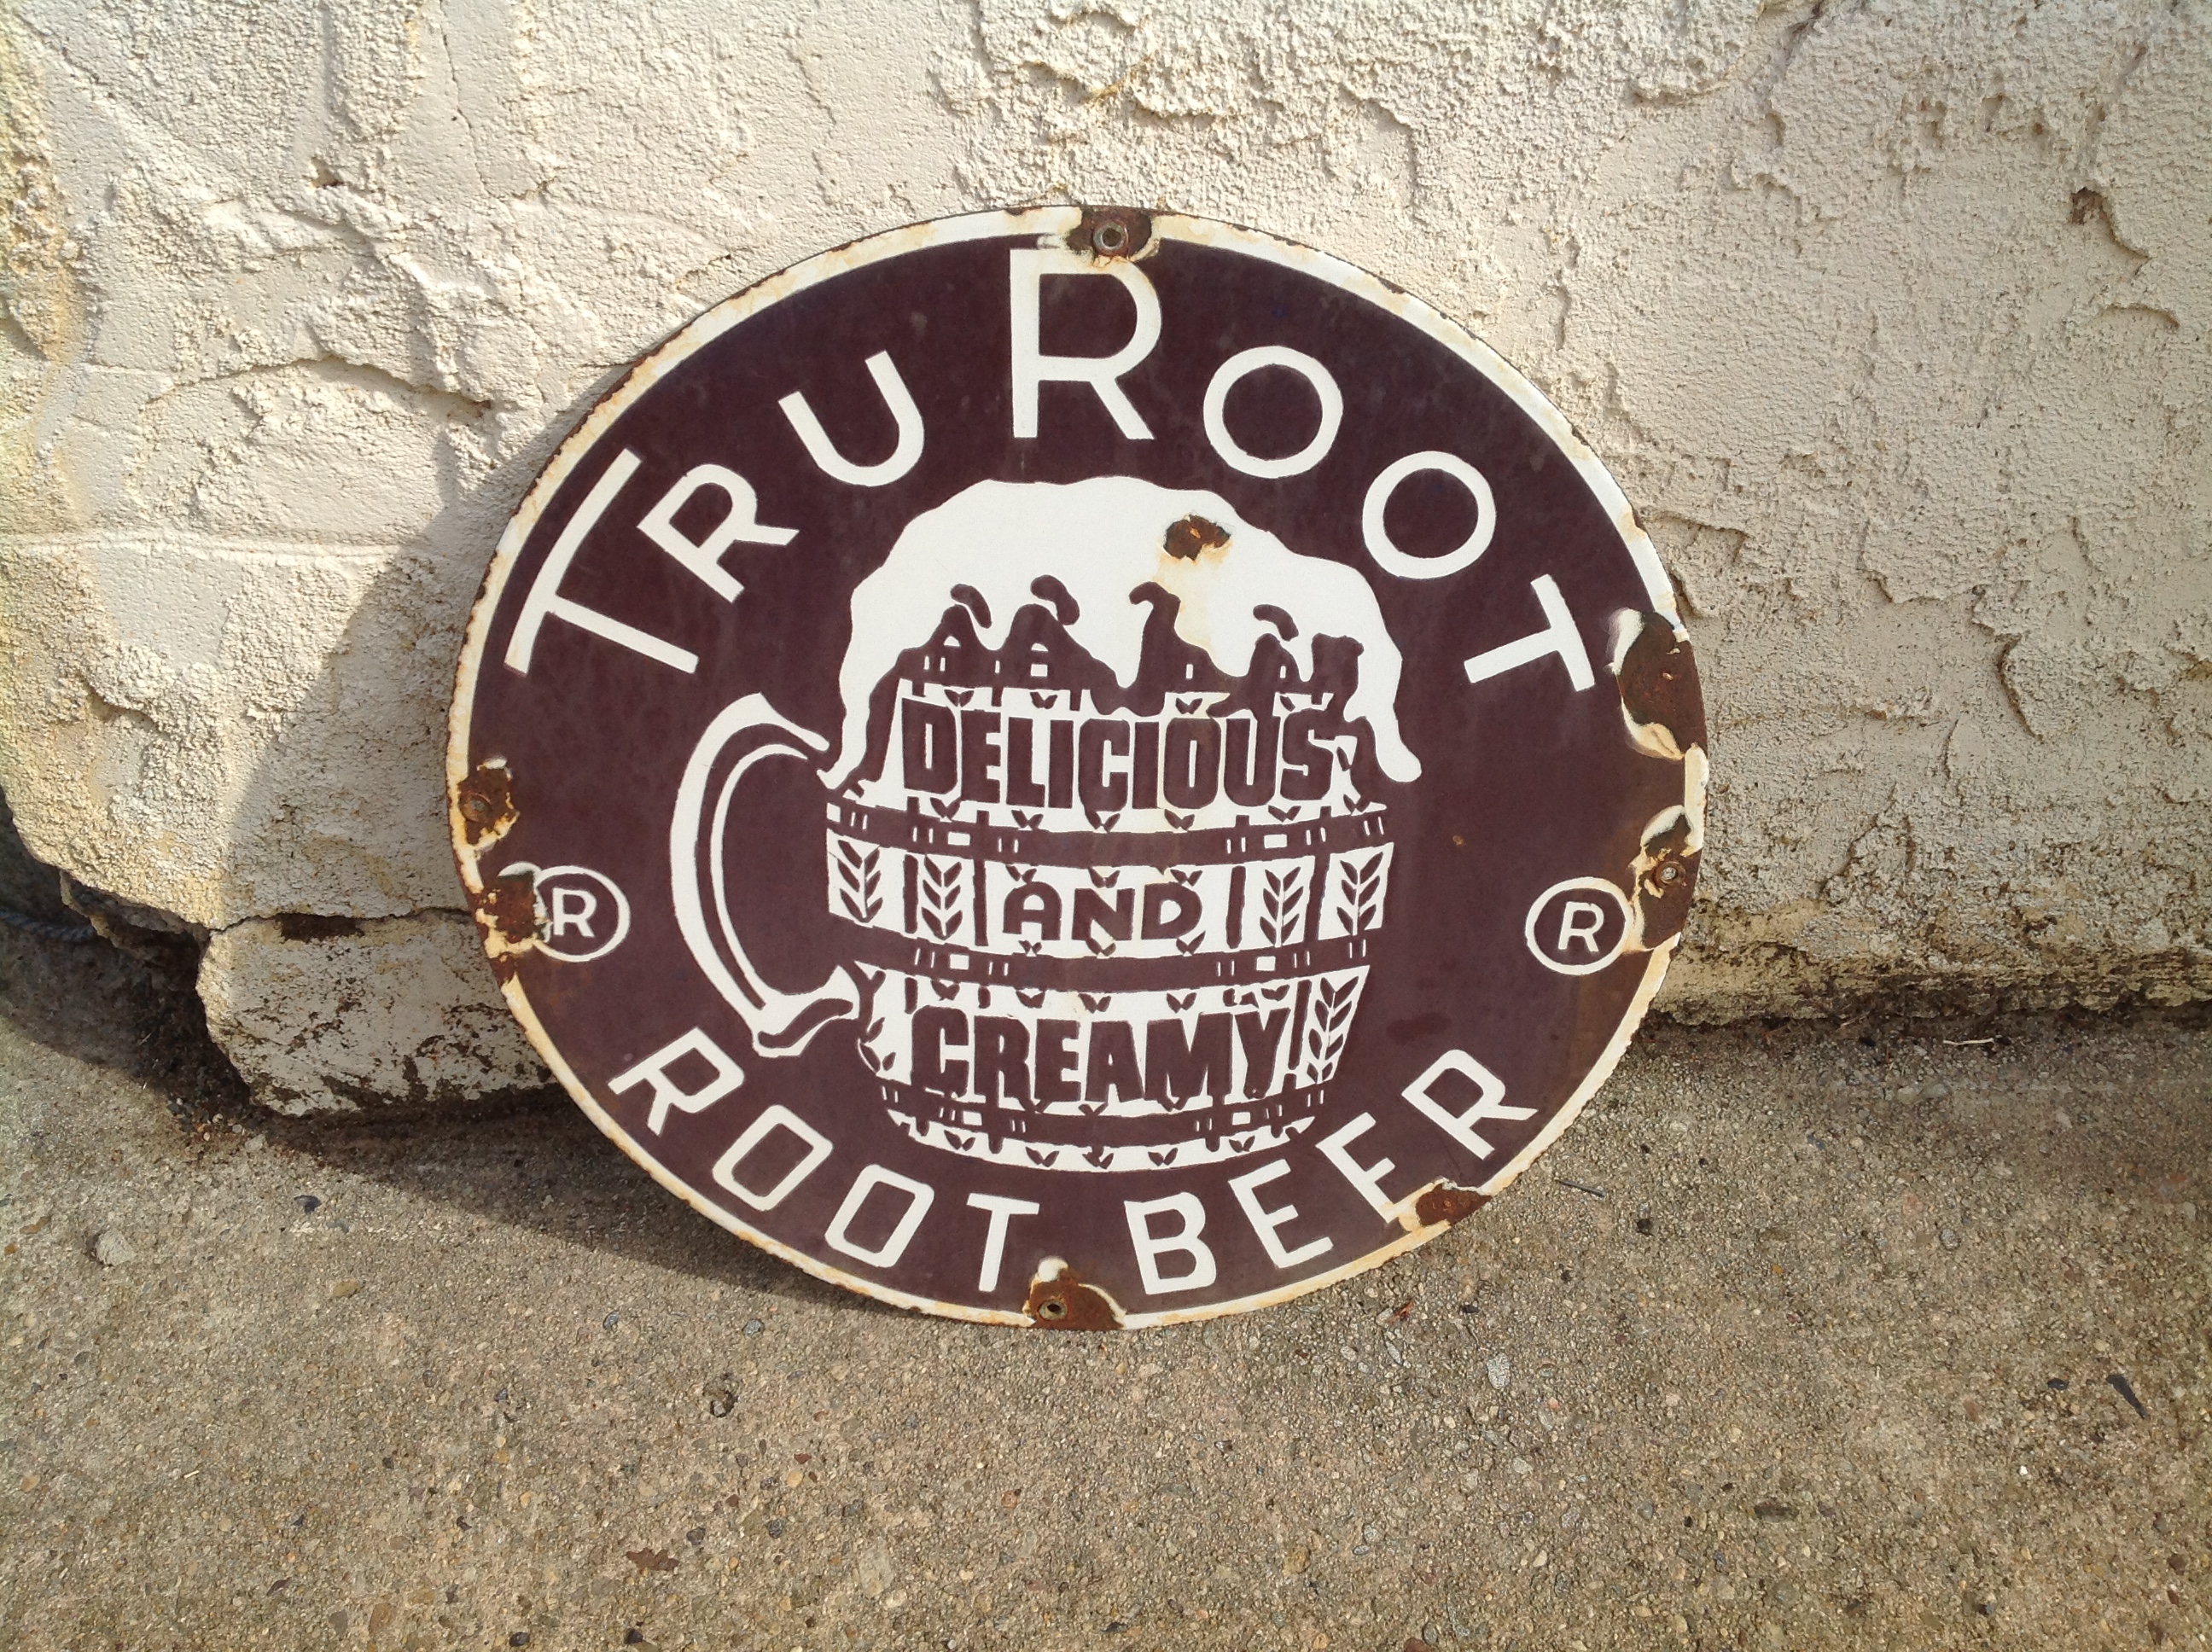 TRU ROOT
DELICIOUS
AND
CREAMY
® ®
ROOT BEER